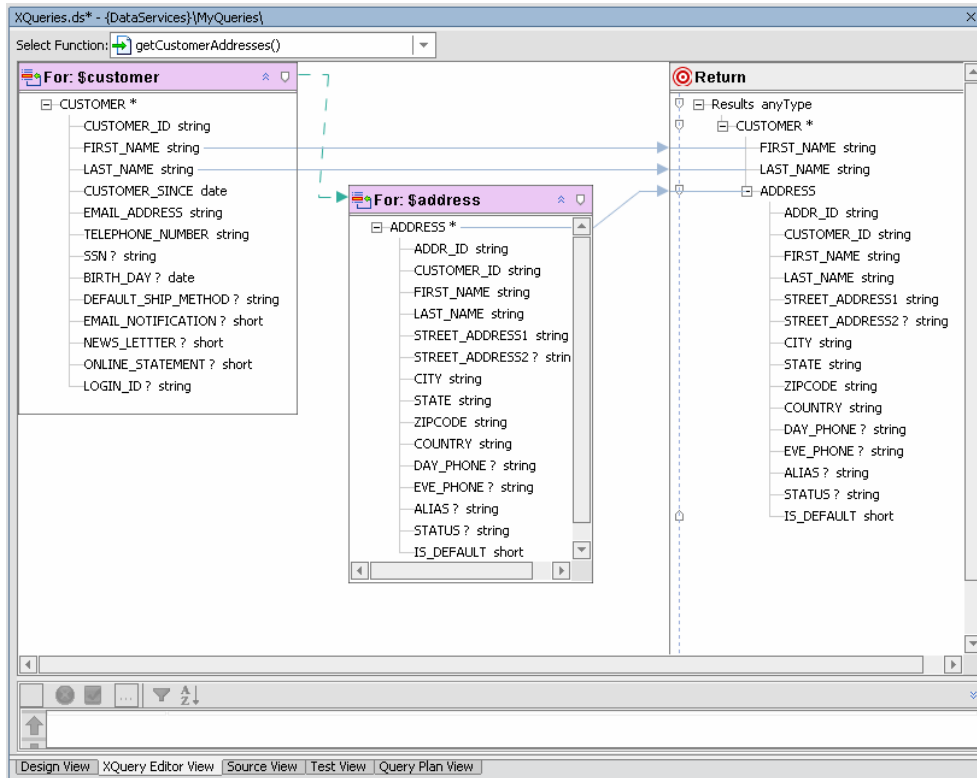 XQueries.ds* - {DataServices}\MyQueries\
Select Function: getCustomerAddresses()
For: $customer
CUSTOMER *
CUSTOMER_ID string
FIRST_NAME string
LAST_NAME string
CUSTOMER_SINCE date
EMAIL_ADDRESS string
TELEPHONE_NUMBER string
SSN ? string
BIRTH_DAY ? date
DEFAULT_SHIP_METHOD ? string
EMAIL_NOTIFICATION ? short
NEWS_LETTTER ? short
ONLINE_STATEMENT ? short
LOGIN_ID ? string
For: $address
ADDRESS *
ADDR_ID string
CUSTOMER_ID string
FIRST_NAME string
LAST_NAME string
STREET_ADDRESS1 string
STREET_ADDRESS2 ? strin
CITY string
STATE string
ZIPCODE string
COUNTRY string
DAY_PHONE ? string
EVE_PHONE ? string
ALIAS ? string
STATUS ? string
IS_DEFAULT short
Return
Results anyType
CUSTOMER *
FIRST_NAME string
LAST_NAME string
ADDRESS
ADDR_ID string
CUSTOMER_ID string
FIRST_NAME string
LAST_NAME string
STREET_ADDRESS1 string
STREET_ADDRESS2 ? string
CITY string
STATE string
ZIPCODE string
COUNTRY string
DAY_PHONE ? string
EVE_PHONE ? string
ALIAS ? string
STATUS ? string
IS_DEFAULT short
Design View XQuery Editor View Source View Test View Query Plan View